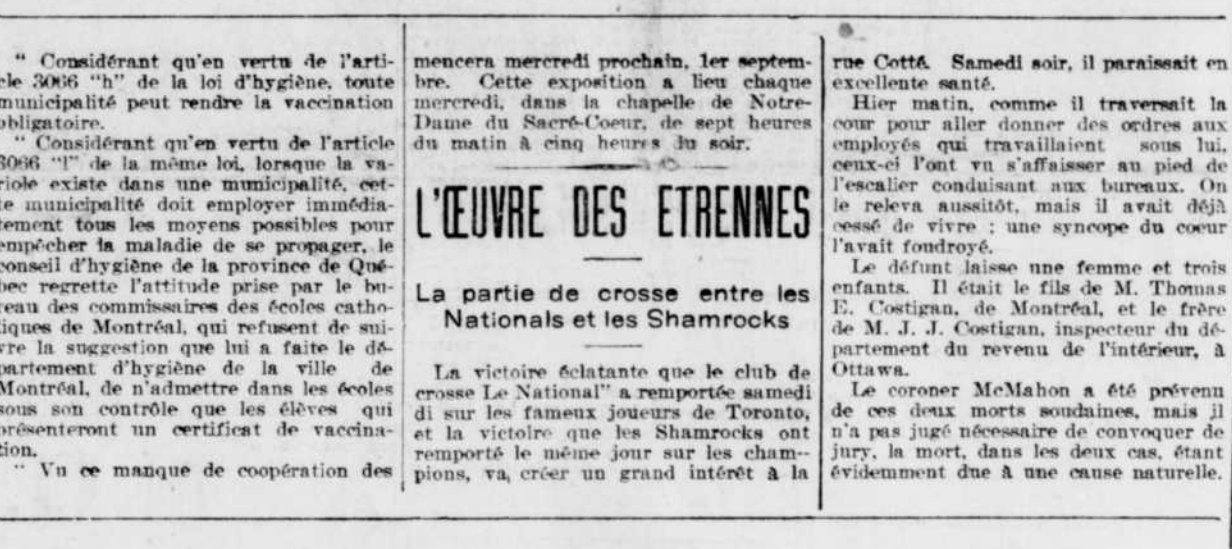 “ Considérant qu'en vertu de l'arti-
cle 3066 “h” de la loi d'hygiène, toute
municipalité peut rendre la vaccination
obligatoire.
“ Considérant qu'en vertu de l'article
3066 “l” de la même loi, lorsque la va-
riole existe dans une municipalité, cet-
te municipalité doit employer immédia-
tement tous les moyens possibles pour
empêcher la maladie de se propager, le
conseil d'hygiène de la province de Qué-
bec regrette l'attitude prise par le bu-
reau des commissaires des écoles catho-
liques de Montréal, qui refusent de sui-
vre la suggestion que lui a faite le dé-
partement d'hygiène de la ville de
Montréal, de n'admettre dans les écoles
sous son contrôle que les élèves qui
présenteront un certificat de vaccina-
tion.
“ Vu ce manque de coopération des
mencera mercredi prochain, 1er septem-
bre. Cette exposition a lieu chaque
mercredi, dans la chapelle de Notre-
Dame du Sacré-Coeur, de sept heures
du matin à cinq heures du soir.
L'ŒUVRE DES ETRENNES
La partie de crosse entre les
Nationals et les Shamrocks
La victoire éclatante que le club de
crosse Le National” a remportée samedi
di sur les fameux joueurs de Toronto,
et la victoire que les Shamrocks ont
remporté le même jour sur les cham--
pions, va, créer un grand intérêt à la
rue Cotté. Samedi soir, il paraissait en
excellente santé.
Hier matin, comme il traversait la
cour pour aller donner des ordres aux
employés qui travaillaient sous lui,
ceux-ci l'ont vu s'affaisser au pied de
l'escalier conduisant aux bureaux. On
le releva aussitôt, mais il avait déjà
cessé de vivre ; une syncope du coeur
l'avait foudroyé.
Le défunt laisse une femme et trois
enfants. Il était le fils de M. Thomas
E. Costigan, de Montréal, et le frère
de M. J. J. Costigan, inspecteur du dé-
partement du revenu de l'intérieur, à
Ottawa.
Le coroner McMahon a été prévenu
de ces deux morts soudaines, mais il
n'a pas jugé nécessaire de convoquer de
jury, la mort, dans les deux cas, étant
évidemment due à une cause naturelle.